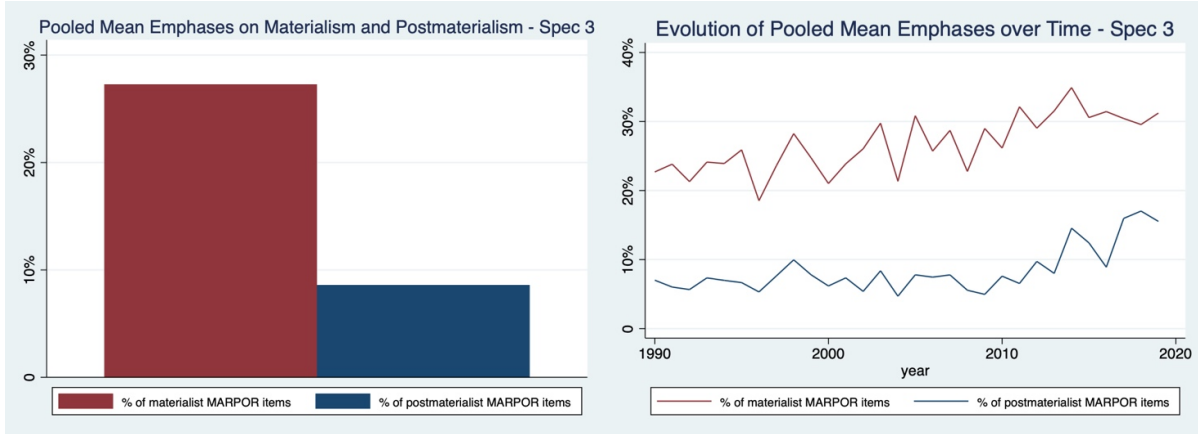 Pooled Mean Emphases on Materialism and Postmaterialism - Spec 3
30%
20%
10%
0
% of materialist MARPOR items
% of postmaterialist MARPOR items
Evolution of Pooled Mean Emphases over Time - Spec 3
40%
30%
20%
10%
0
1990 2000 2010 2020
year
% of materialist MARPOR items
% of postmaterialist MARPOR items